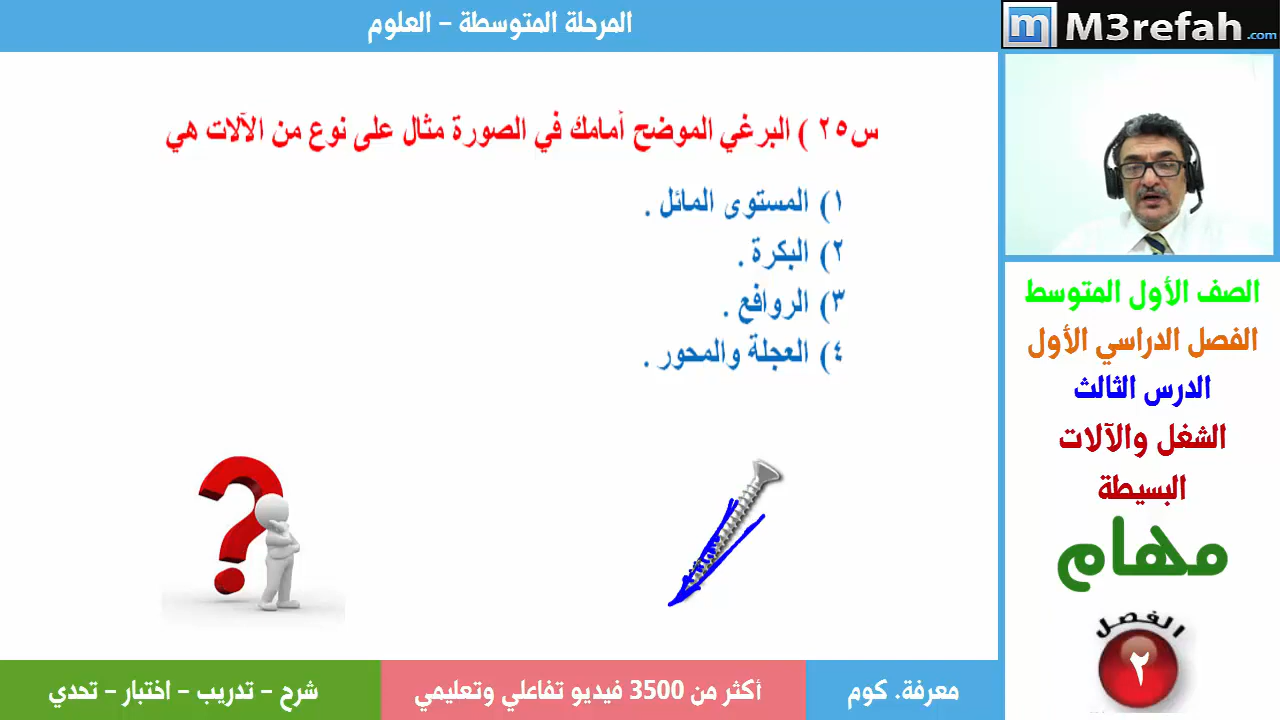 المرحلة المتوسطة - العلوم
M3refah.com
س٢٥ ) البرغي الموضح أمامك في الصورة مثال على نوع من الآلات هي
١) المستوى المائل .
٢) البكرة .
٣) الروافع .
٤) العجلة والمحور .
الصف الأول المتوسط
الفصل الدراسي الأول
الدرس الثالث
الشغل والآلات
البسيطة
مهام
الفصل
٢
معرفة. كوم
أكثر من 3500 فيديو تفاعلي وتعليمي
شرح - تدريب - اختبار - تحدي